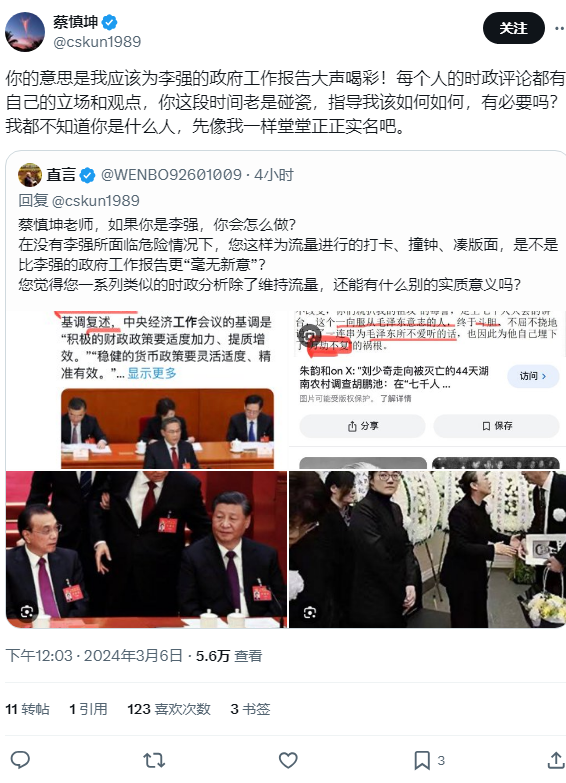 蔡慎坤
@cskun1989
关注
你的意思是我应该为李强的政府工作报告大声喝彩！每个人的时政评论都有
自己的立场和观点，你这段时间老是碰瓷，指导我该如何如何，有必要吗？
我都不知道你是什么人，先像我一样堂堂正正实名吧。
直言 @WENBO92601009 · 4小时
回复 @cskun1989
蔡慎坤老师，如果你是李强，你会怎么做？
在没有李强所面临危险情况下，您这样为流量进行的打卡、撞钟、凑版面，是不是
比李强的政府工作报告更“毫无新意”？
您觉得您一系列类似的时政分析除了维持流量，还能有什么别的实质意义吗？
基调复述，中央经济工作会议的基调是
“积极的财政政策要适度加力、提质增
效。”“稳健的货币政策要灵活适度、精
准有效。”... 显示更多
台，这个一向服从毛泽东意志的人，终于斗胆、不屈不挠地
一连串为毛泽东所不爱听的话，也因此为他自己埋下
的祸根。
朱韵和on X: "刘少奇走向被灭亡的44天湖
南农村调查胡鹏池：在“七千人 ...
访问
图片可能受版权保护。 了解详情
分享
保存
下午12:03 · 2024年3月6日 · 5.6万 查看
11 转帖 1 引用 123 喜欢次数 3 书签
3